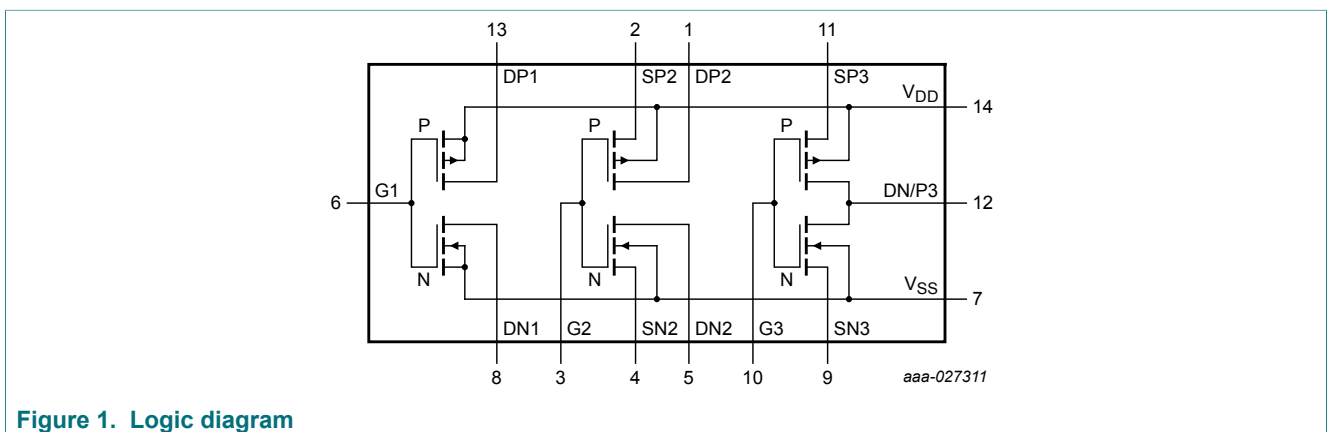 13 2 1 11
DP1 SP2 DP2 SP3
VDD 14
P P P
6 G1 DN/P3 12
N N N
VSS 7
DN1 G2 SN2 DN2 G3 SN3
8 3 4 5 10 9 aaa-027311
Figure 1. Logic diagram